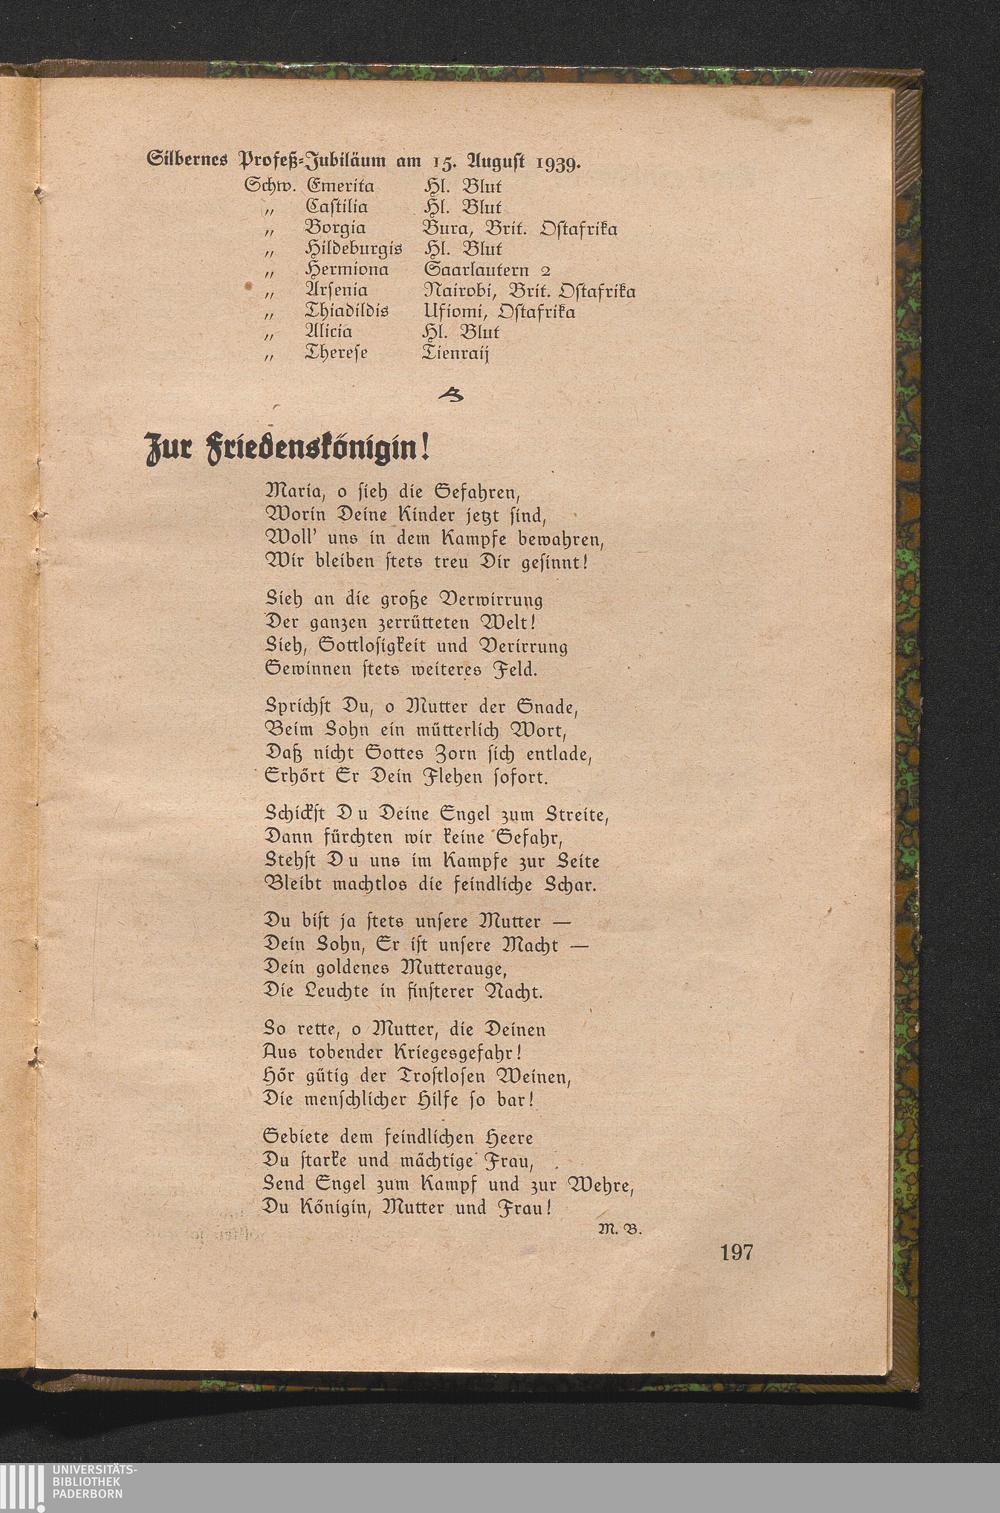 Silbernes Profeß-Jubiläum am 15. August 1939.
Schw. Emerita Hl. Blut
„ Castilia Hl. Blut
„ Borgia Bura, Brit. Ostafrika
„ Hildeburgis Hl. Blut
„ Hermiona Saarlautern 2
„ Arsenia Nairobi, Brit. Ostafrika
„ Thiadildis Ufiomi, Ostafrika
„ Alicia Hl. Blut
„ Therese Tienraij
Zur Friedenskönigin!
Maria, o sieh die Gefahren,
Worin Deine Kinder jetzt sind,
Woll' uns in dem Kampfe bewahren,
Wir bleiben stets treu Dir gesinnt!
Sieh an die große Verwirrung
Der ganzen zerrütteten Welt!
Sieh, Gottlosigkeit und Verirrung
Gewinnen stets weiteres Feld.
Sprichst Du, o Mutter der Gnade,
Beim Sohn ein mütterlich Wort,
Daß nicht Gottes Zorn sich entlade,
Erhört Er Dein Flehen sofort.
Schickst Du Deine Engel zum Streite,
Dann fürchten wir keine Gefahr,
Stehst Du uns im Kampfe zur Seite
Bleibt machtlos die feindliche Schar.
Du bist ja stets unsere Mutter —
Dein Sohn, Er ist unsere Macht —
Dein goldenes Mutterauge,
Die Leuchte in finsterer Nacht.
So rette, o Mutter, die Deinen
Aus tobender Kriegesgefahr!
Hör gütig der Trostlosen Weinen,
Die menschlicher Hilfe so bar!
Gebiete dem feindlichen Heere
Du starke und mächtige Frau,
Send Engel zum Kampf und zur Wehre,
Du Königin, Mutter und Frau!
M. B.
197
UNIVERSITÄTS-
BIBLIOTHEK
PADERBORN